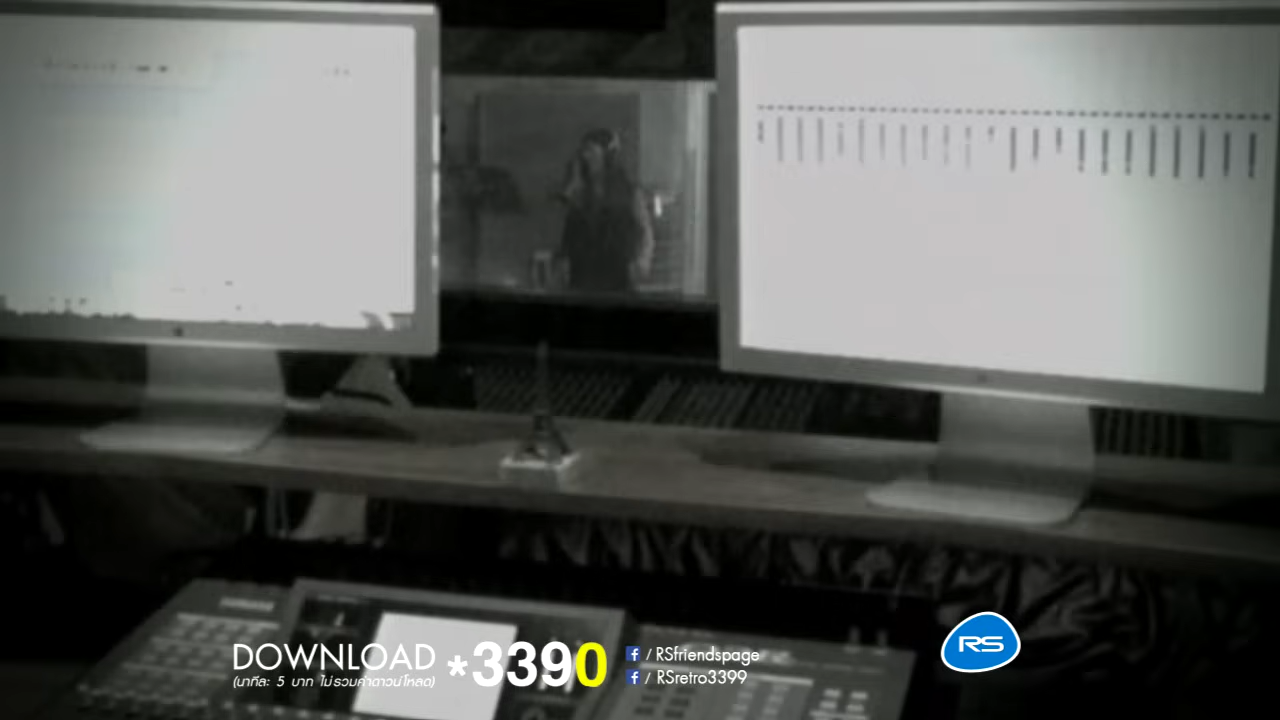 DOWNLOAD
(นาทีละ 5 บาท ไม่รวมค่าดาวน์โหลด)
*3390
f / RSfriendspage
f / RSretro3399
RS